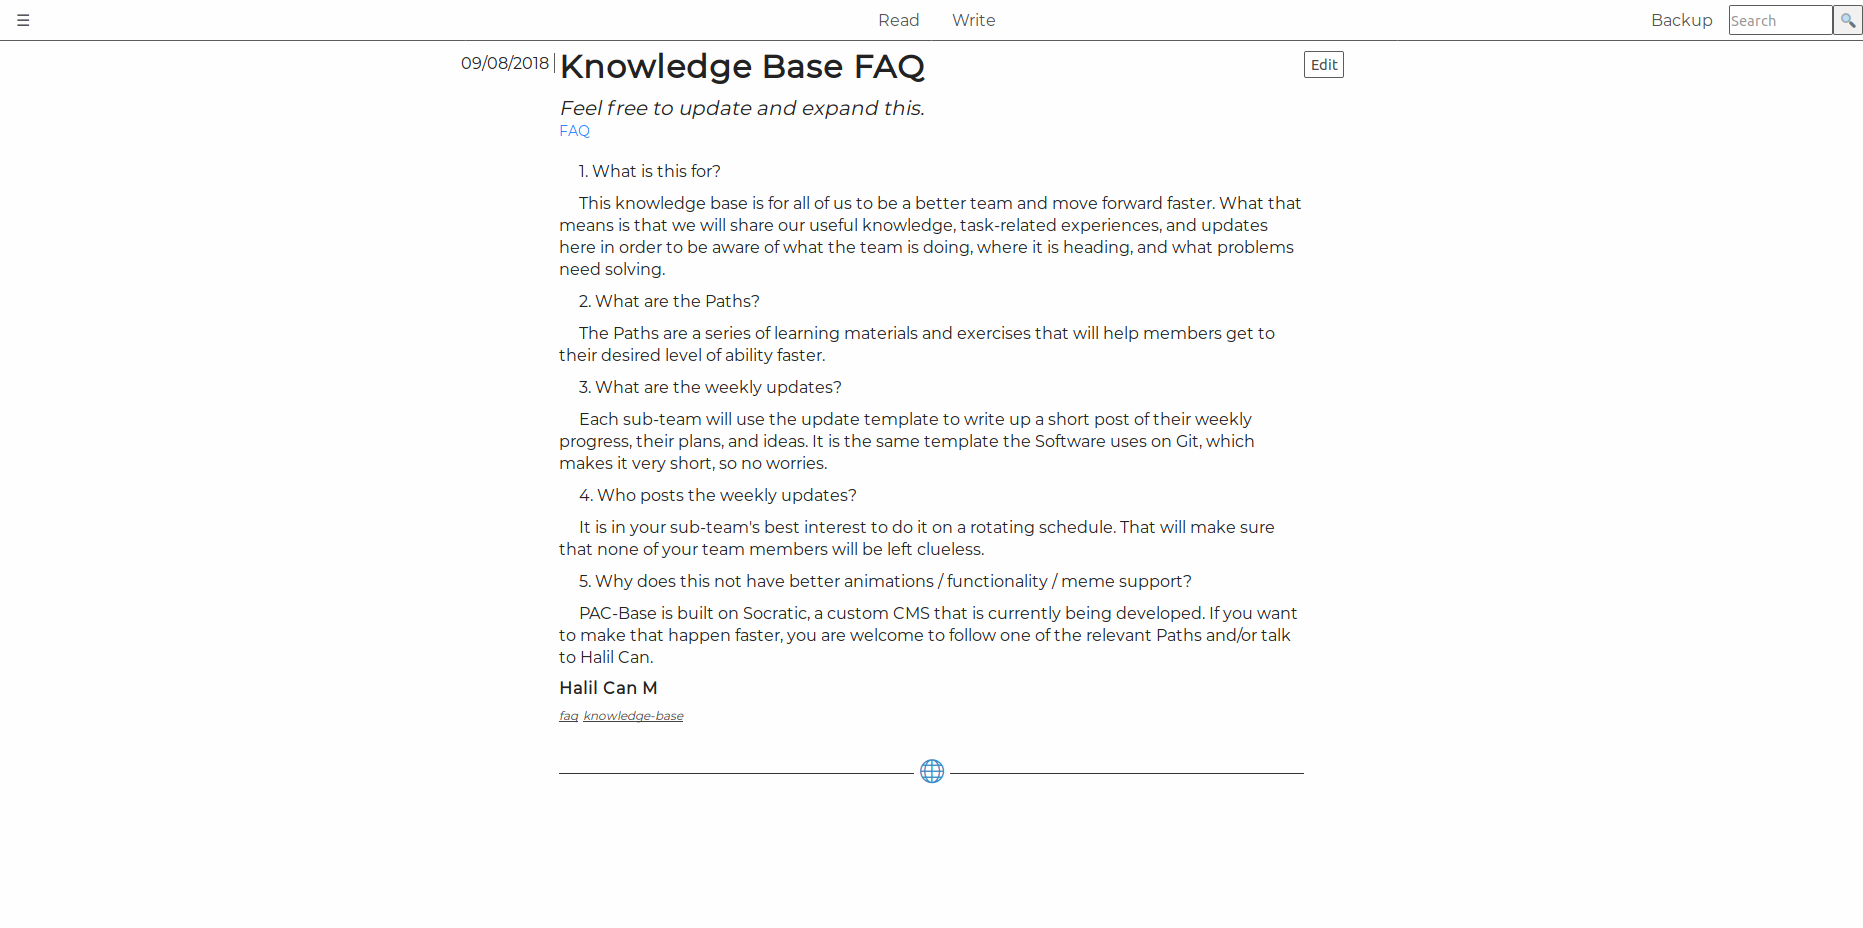 ☰ Read Write Backup Search
09/08/2018 Knowledge Base FAQ Edit
Feel free to update and expand this.
FAQ
1. What is this for?
This knowledge base is for all of us to be a better team and move forward faster. What that
means is that we will share our useful knowledge, task-related experiences, and updates
here in order to be aware of what the team is doing, where it is heading, and what problems
need solving.
2. What are the Paths?
The Paths are a series of learning materials and exercises that will help members get to
their desired level of ability faster.
3. What are the weekly updates?
Each sub-team will use the update template to write up a short post of their weekly
progress, their plans, and ideas. It is the same template the Software uses on Git, which
makes it very short, so no worries.
4. Who posts the weekly updates?
It is in your sub-team's best interest to do it on a rotating schedule. That will make sure
that none of your team members will be left clueless.
5. Why does this not have better animations / functionality / meme support?
PAC-Base is built on Socratic, a custom CMS that is currently being developed. If you want
to make that happen faster, you are welcome to follow one of the relevant Paths and/or talk
to Halil Can.
Halil Can M
faq knowledge-base